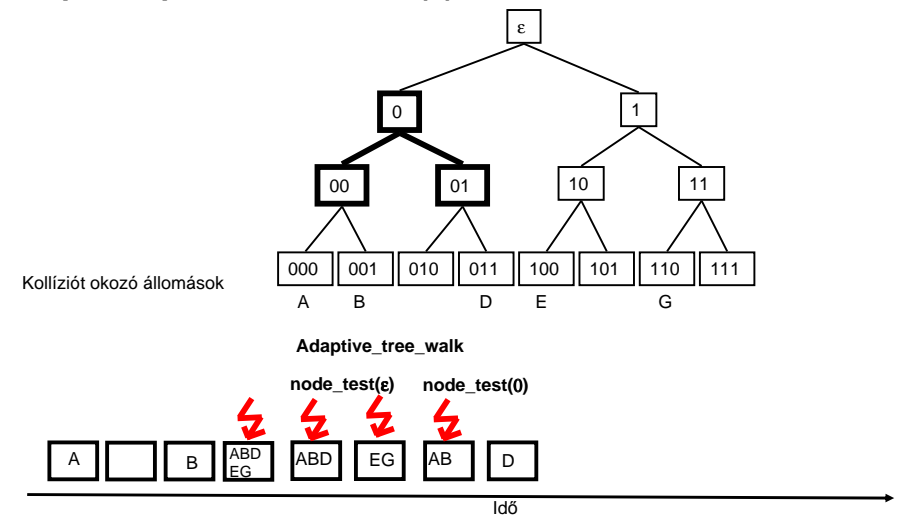 ε
0 1
00 01 10 11
000 001 010 011 100 101 110 111
Kollíziót okozó állomások
A B D E G
Adaptive_tree_walk
node_test(ε) node_test(0)
A B ABD EG ABD EG AB D
Idő